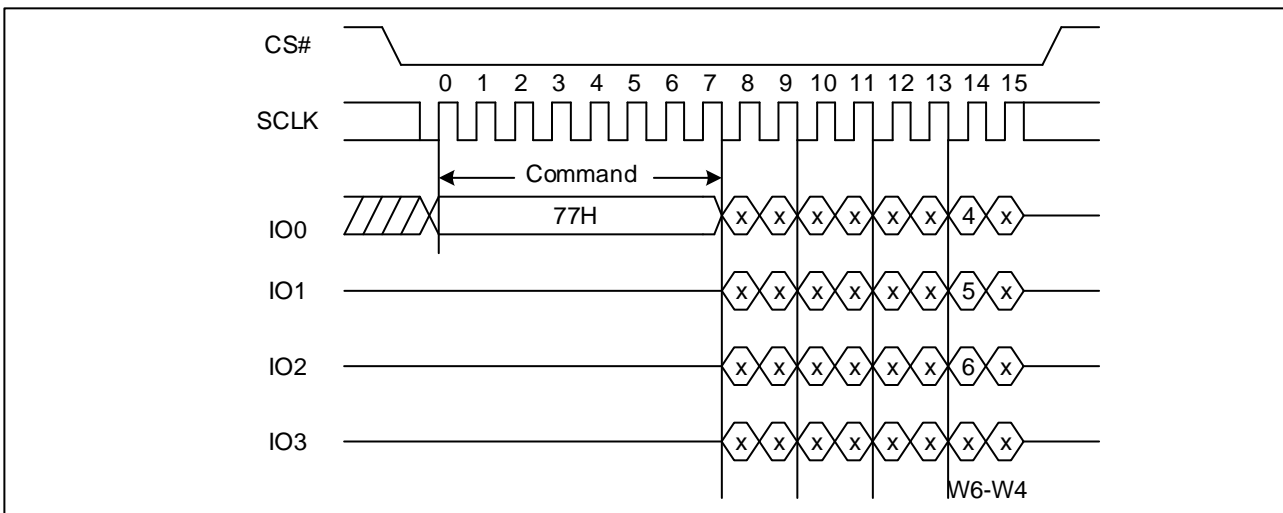 CS#
0 1 2 3 4 5 6 7 8 9 10 11 12 13 14 15
SCLK
Command
IO0 77H x x x x x x 4 x
IO1 x x x x x x 5 x
IO2 x x x x x x 6 x
IO3 x x x x x x x x
W6-W4